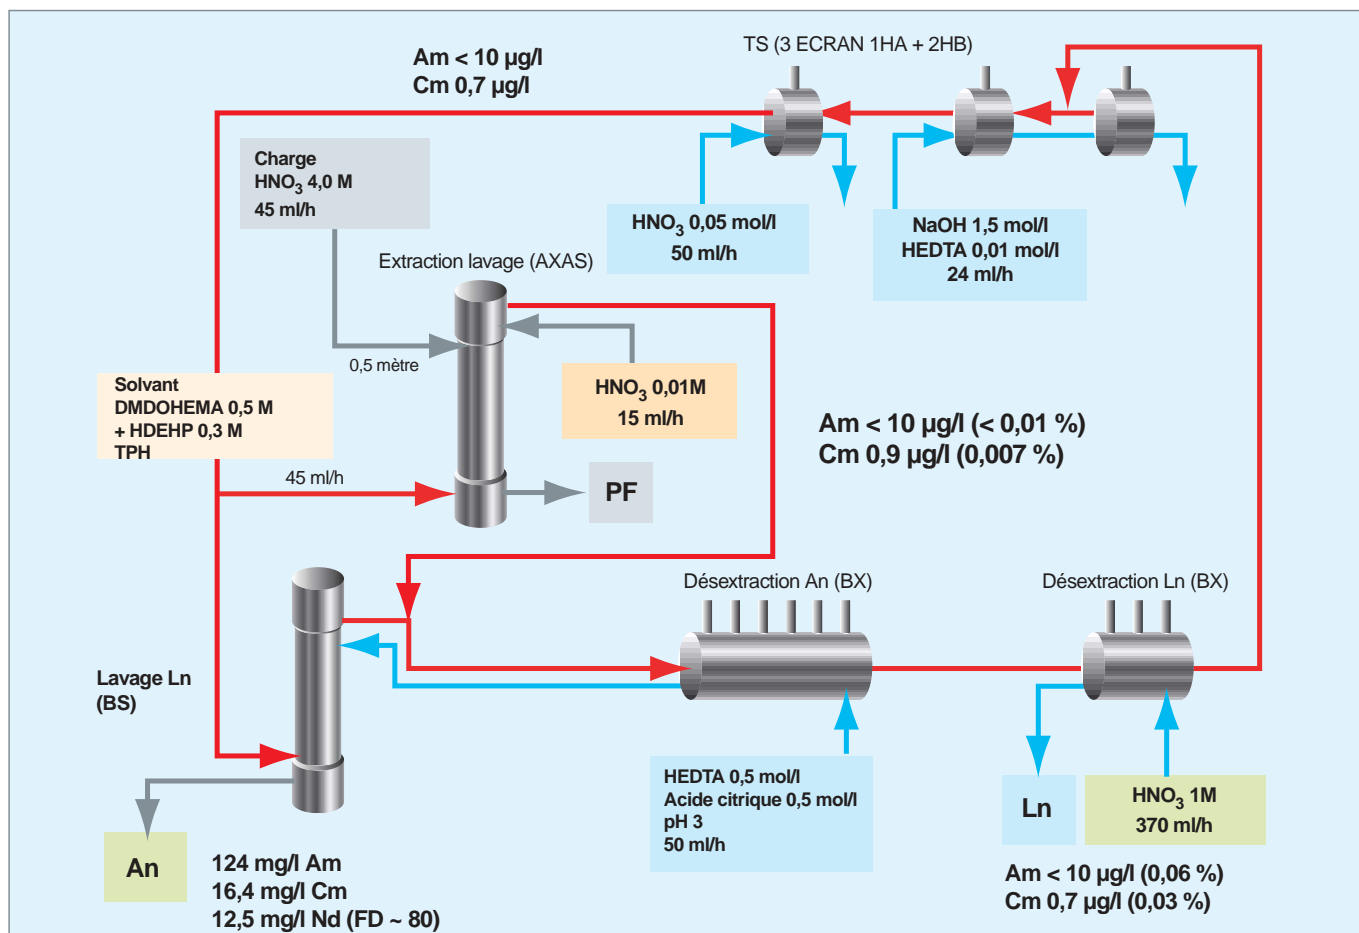 TS (3 ECRAN 1HA + 2HB)
Am < 10 µg/l
Cm 0,7 µg/l
Charge
HNO3 4,0 M
45 ml/h
HNO3 0,05 mol/l
50 ml/h
NaOH 1,5 mol/l
HEDTA 0,01 mol/l
24 ml/h
Extraction lavage (AXAS)
0,5 mètre
Solvant
DMDOHEMA 0,5 M
+ HDEHP 0,3 M
TPH
HNO3 0,01M
15 ml/h
Am < 10 µg/l (< 0,01 %)
Cm 0,9 µg/l (0,007 %)
45 ml/h
PF
Désextraction An (BX)
Désextraction Ln (BX)
Lavage Ln
(BS)
HEDTA 0,5 mol/l
Acide citrique 0,5 mol/l
pH 3
50 ml/h
Ln
HNO3 1M
370 ml/h
An
124 mg/l Am
16,4 mg/l Cm
12,5 mg/l Nd (FD ~ 80)
Am < 10 µg/l (0,06 %)
Cm 0,7 µg/l (0,03 %)